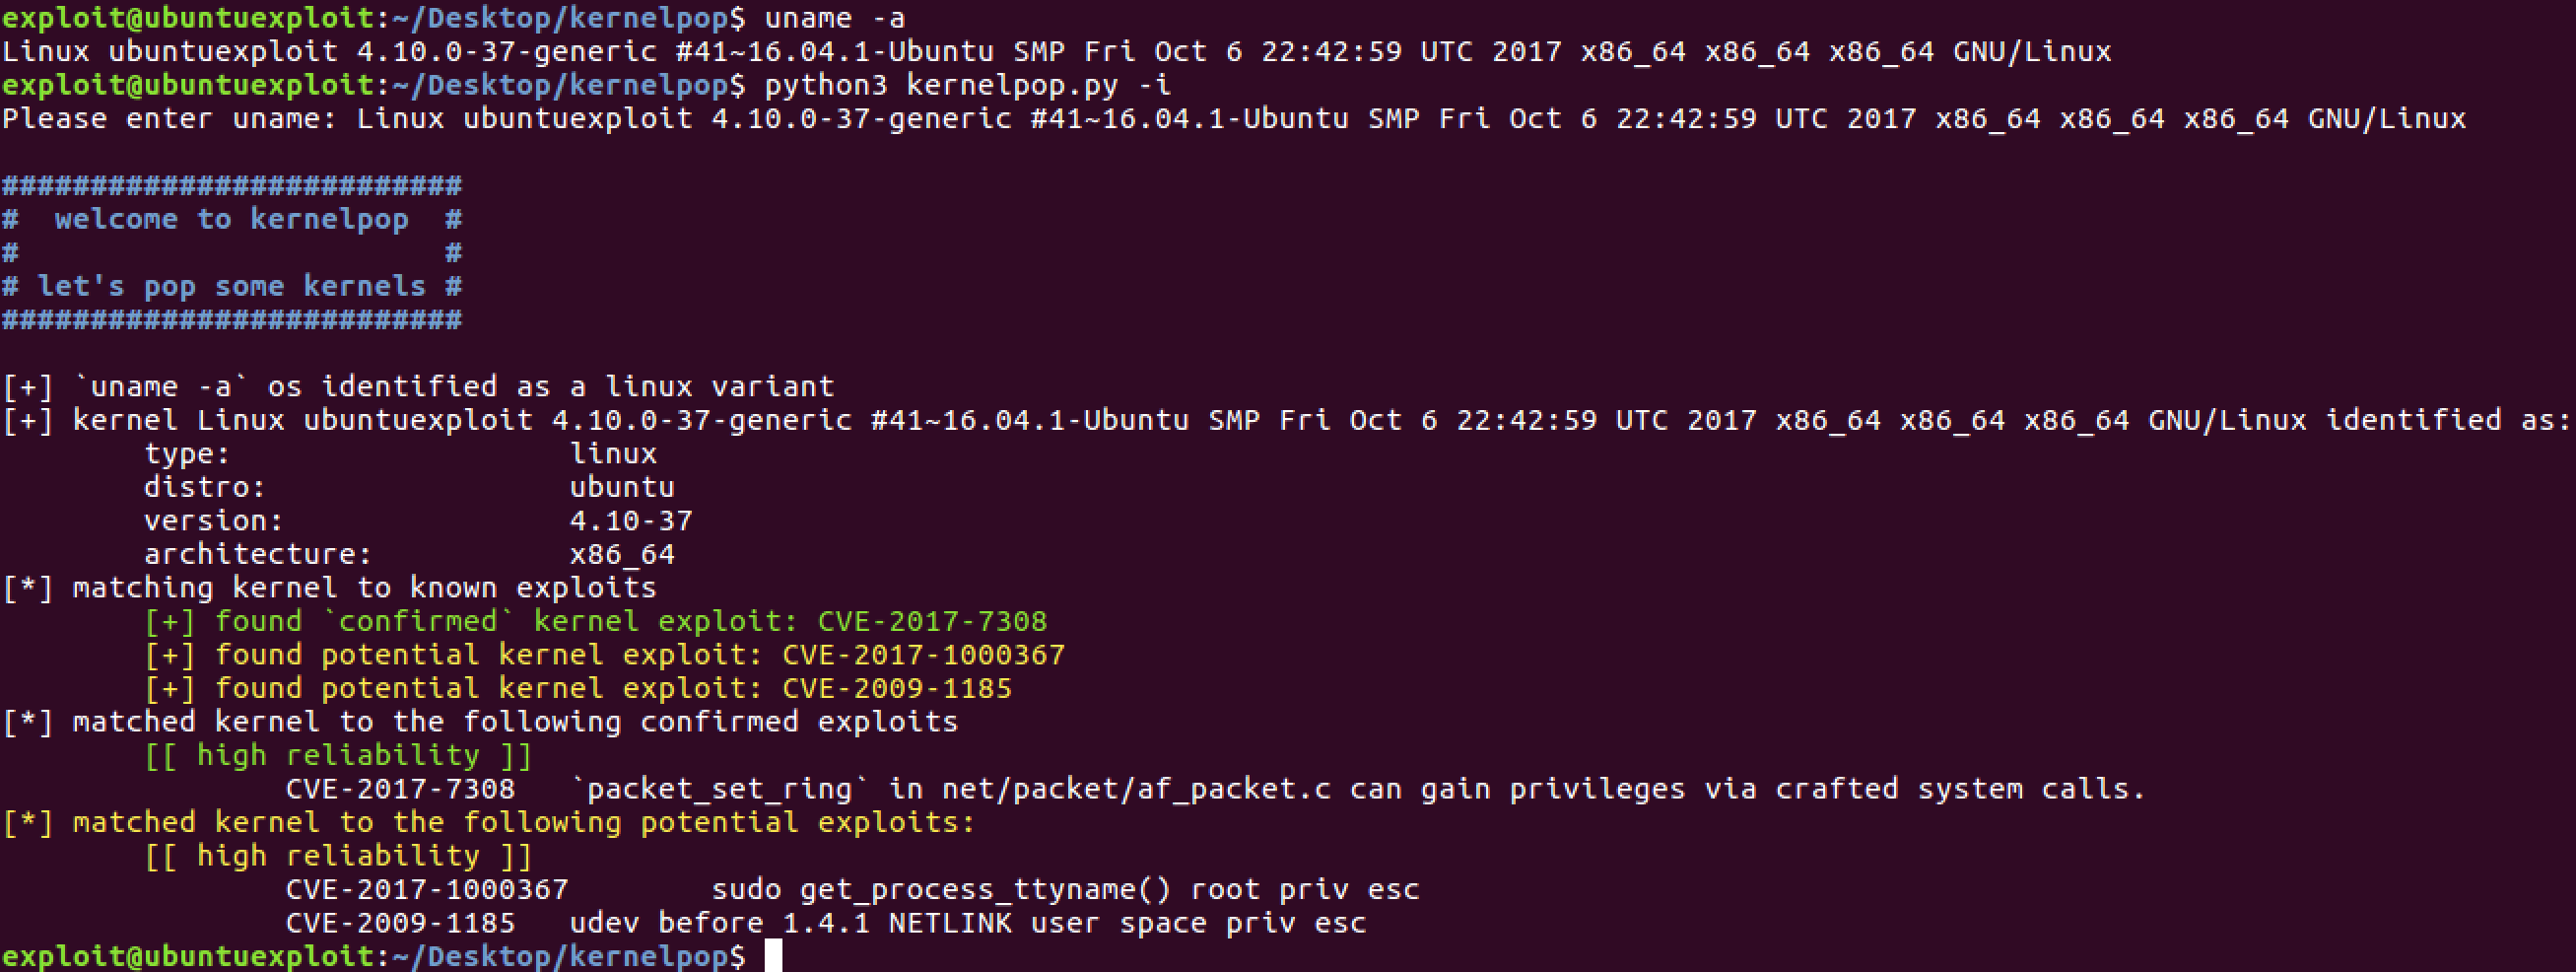 exploit@ubuntuexploit:~/Desktop/kernelpop$ uname -a
Linux ubuntuexploit 4.10.0-37-generic #41~16.04.1-Ubuntu SMP Fri Oct 6 22:42:59 UTC 2017 x86_64 x86_64 x86_64 GNU/Linux
exploit@ubuntuexploit:~/Desktop/kernelpop$ python3 kernelpop.py -i
Please enter uname: Linux ubuntuexploit 4.10.0-37-generic #41~16.04.1-Ubuntu SMP Fri Oct 6 22:42:59 UTC 2017 x86_64 x86_64 x86_64 GNU/Linux
##########################
#  welcome to kernelpop  #
#                        #
# let's pop some kernels #
##########################
[+] `uname -a` os identified as a linux variant
[+] kernel Linux ubuntuexploit 4.10.0-37-generic #41~16.04.1-Ubuntu SMP Fri Oct 6 22:42:59 UTC 2017 x86_64 x86_64 x86_64 GNU/Linux identified as:
        type:                   linux
        distro:                 ubuntu
        version:                4.10-37
        architecture:           x86_64
[*] matching kernel to known exploits
        [+] found `confirmed` kernel exploit: CVE-2017-7308
        [+] found potential kernel exploit: CVE-2017-1000367
        [+] found potential kernel exploit: CVE-2009-1185
[*] matched kernel to the following confirmed exploits
        [[ high reliability ]]
                CVE-2017-7308   `packet_set_ring` in net/packet/af_packet.c can gain privileges via crafted system calls.
[*] matched kernel to the following potential exploits:
        [[ high reliability ]]
                CVE-2017-1000367        sudo get_process_ttyname() root priv esc
                CVE-2009-1185   udev before 1.4.1 NETLINK user space priv esc
exploit@ubuntuexploit:~/Desktop/kernelpop$